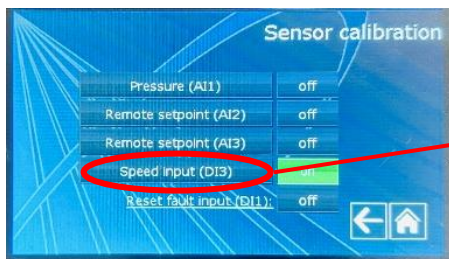 Sensor calibration
Pressure (AI1) off
Remote setpoint (AI2) off
Remote setpoint (AI3) off
Speed input (DI3) on
Reset fault input (DI1): off